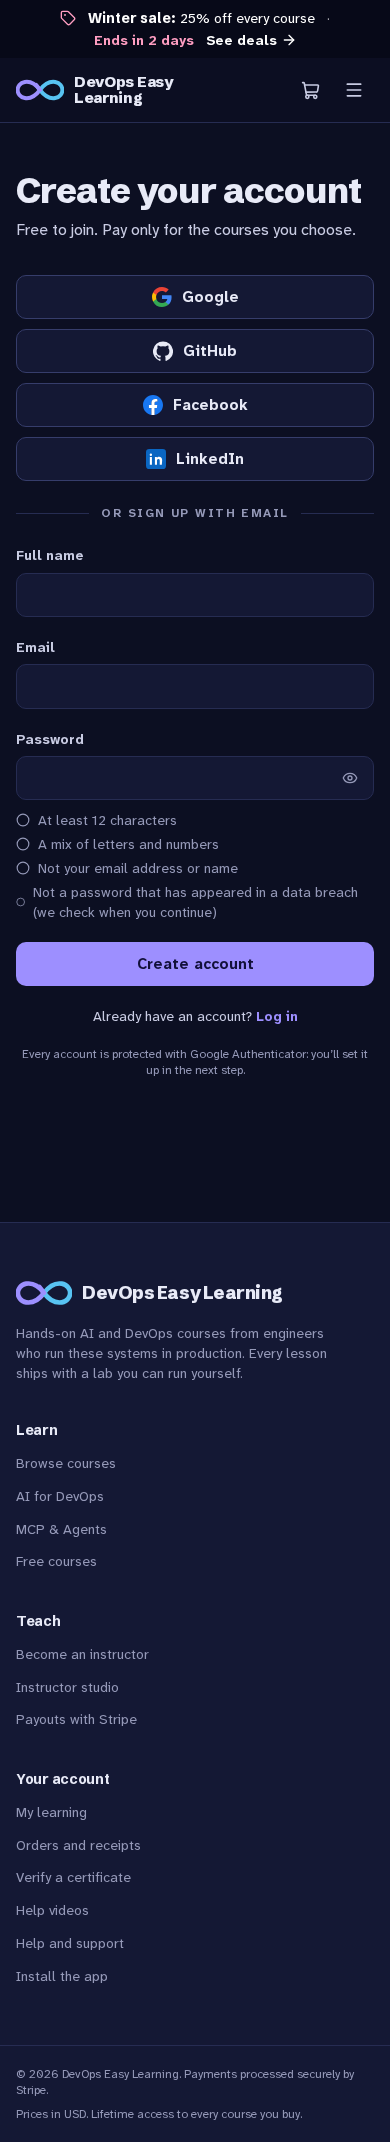 Winter sale: 25% off every course ·
Ends in 2 days See deals →
DevOps Easy
Learning
Create your account
Free to join. Pay only for the courses you choose.
Google
GitHub
Facebook
LinkedIn
OR SIGN UP WITH EMAIL
Full name
Email
Password
At least 12 characters
A mix of letters and numbers
Not your email address or name
Not a password that has appeared in a data breach
(we check when you continue)
Create account
Already have an account? Log in
Every account is protected with Google Authenticator: you'll set it
up in the next step.
DevOps Easy Learning
Hands-on AI and DevOps courses from engineers
who run these systems in production. Every lesson
ships with a lab you can run yourself.
Learn
Browse courses
AI for DevOps
MCP & Agents
Free courses
Teach
Become an instructor
Instructor studio
Payouts with Stripe
Your account
My learning
Orders and receipts
Verify a certificate
Help videos
Help and support
Install the app
© 2026 DevOps Easy Learning. Payments processed securely by
Stripe.
Prices in USD. Lifetime access to every course you buy.